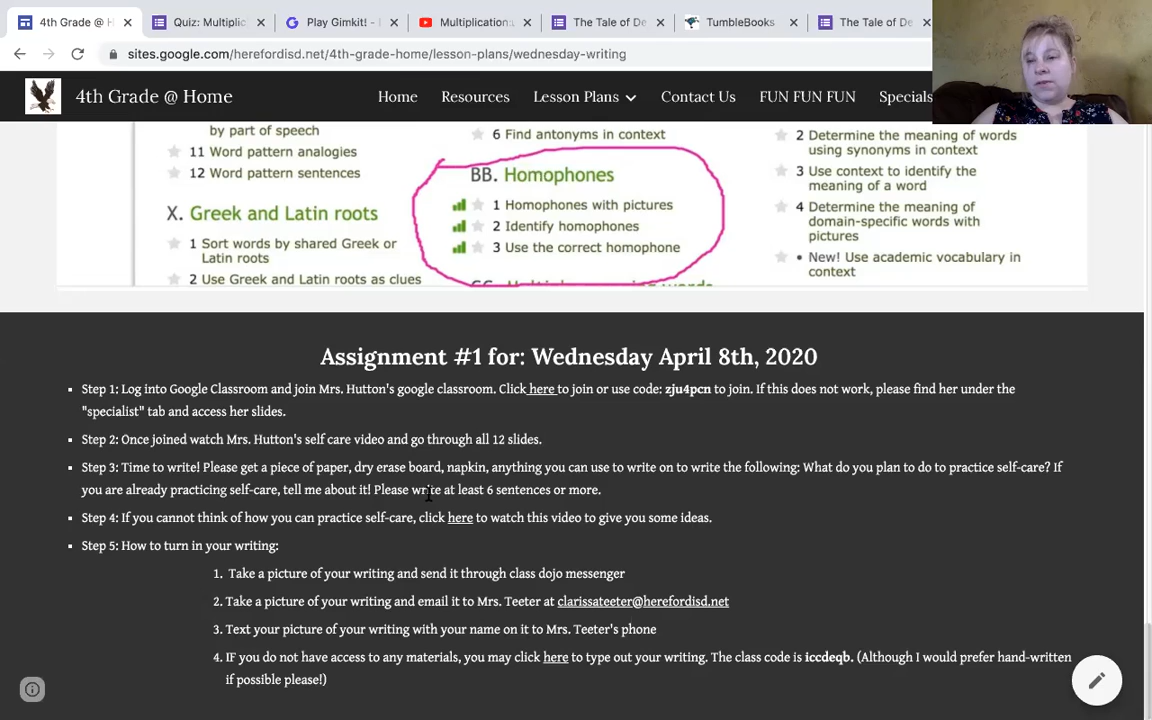 4th Grade @ H
Quiz: Multiplic
Play Gimkit! - I
Multiplication:
The Tale of De
TumbleBooks
The Tale of De
sites.google.com/herefordisd.net/4th-grade-home/lesson-plans/wednesday-writing
4th Grade @ Home
Home
Resources
Lesson Plans
Contact Us
FUN FUN FUN
Specials
by part of speech
11 Word pattern analogies
12 Word pattern sentences
X. Greek and Latin roots
1 Sort words by shared Greek or
Latin roots
2 Use Greek and Latin roots as clues
6 Find antonyms in context
BB. Homophones
1 Homophones with pictures
2 Identify homophones
3 Use the correct homophone
2 Determine the meaning of words
using synonyms in context
3 Use context to identify the
meaning of a word
4 Determine the meaning of
domain-specific words with
pictures
• New! Use academic vocabulary in
context
Assignment #1 for: Wednesday April 8th, 2020
Step 1: Log into Google Classroom and join Mrs. Hutton's google classroom. Click here to join or use code: zju4pcn to join. If this does not work, please find her under the
"specialist" tab and access her slides.
Step 2: Once joined watch Mrs. Hutton's self care video and go through all 12 slides.
Step 3: Time to write! Please get a piece of paper, dry erase board, napkin, anything you can use to write on to write the following: What do you plan to do to practice self-care? If
you are already practicing self-care, tell me about it! Please write at least 6 sentences or more.
Step 4: If you cannot think of how you can practice self-care, click here to watch this video to give you some ideas.
Step 5: How to turn in your writing:
1. Take a picture of your writing and send it through class dojo messenger
2. Take a picture of your writing and email it to Mrs. Teeter at clarissateeter@herefordisd.net
3. Text your picture of your writing with your name on it to Mrs. Teeter's phone
4. IF you do not have access to any materials, you may click here to type out your writing. The class code is iccdeqb. (Although I would prefer hand-written
if possible please!)